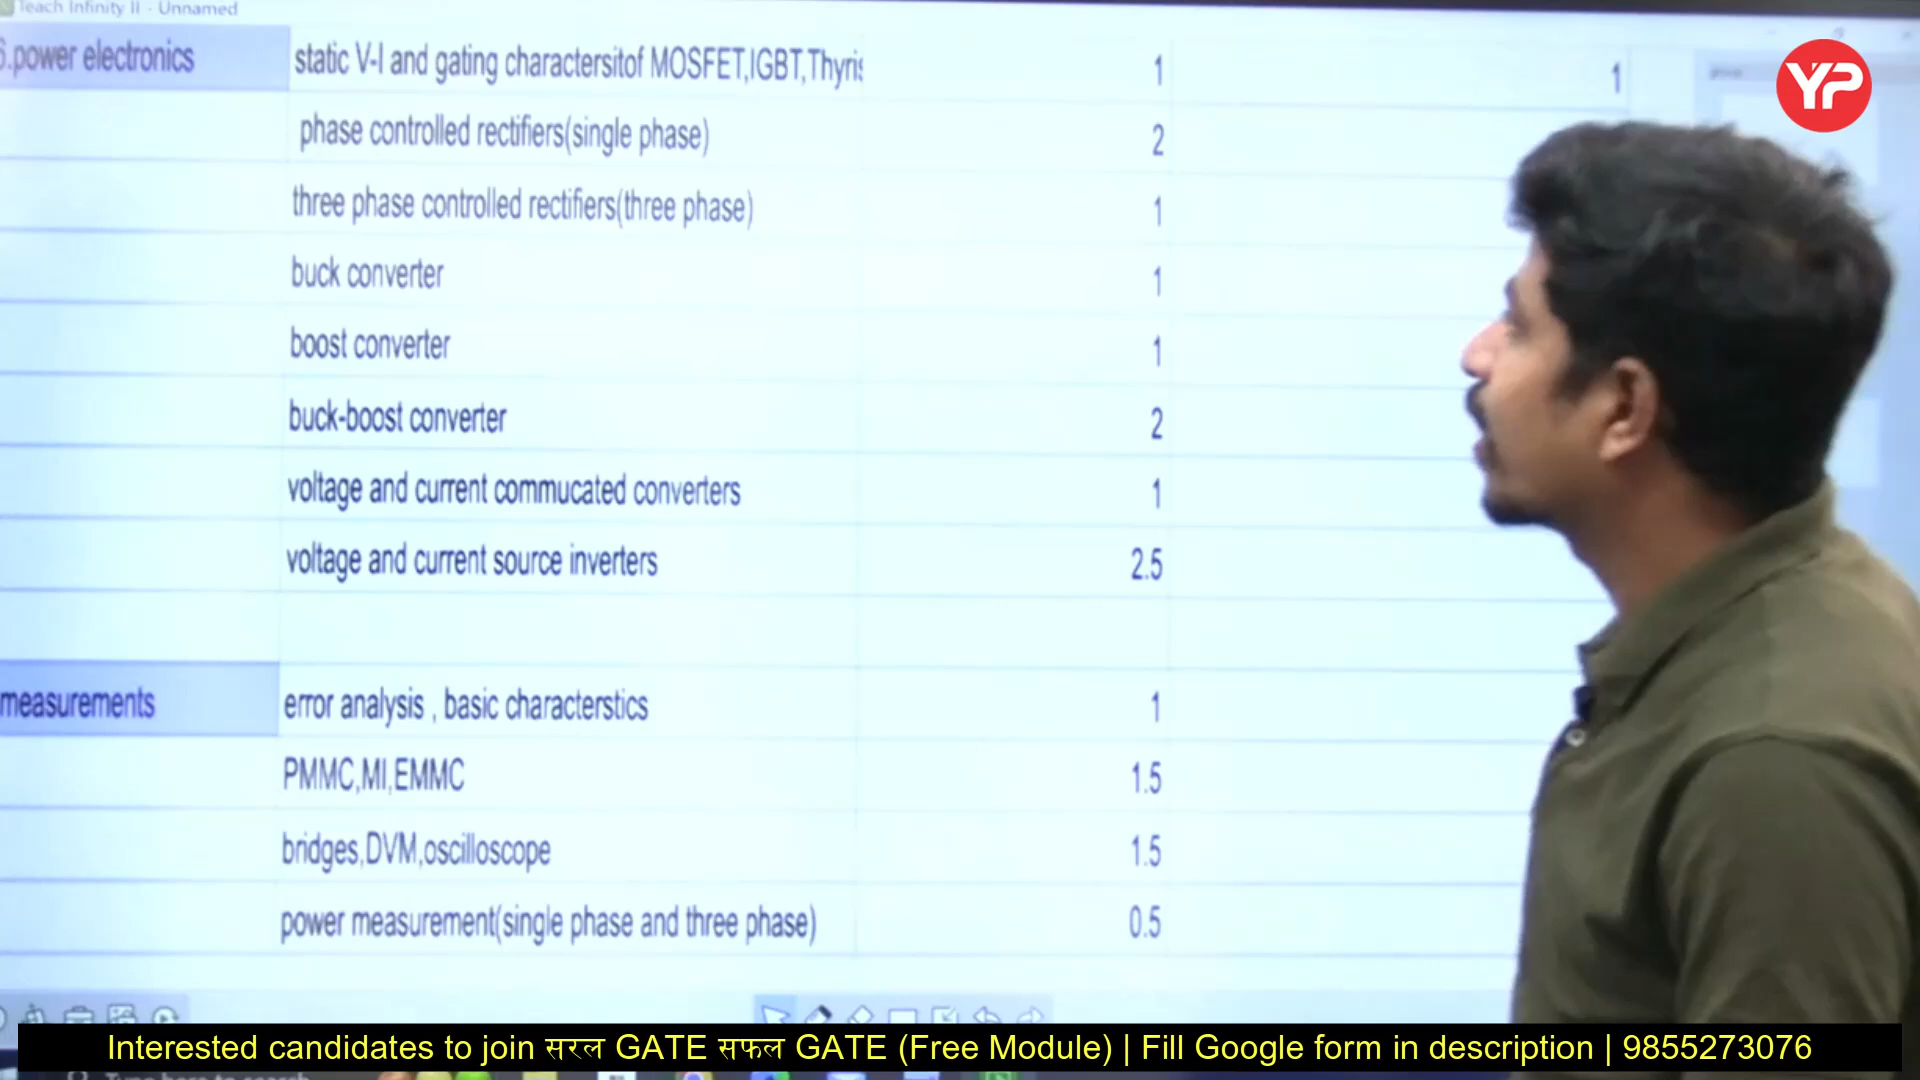 Teach Infinity II - Unnamed
6.power electronics static V-I and gating charactersitof MOSFET,IGBT,Thyris 1 1
phase controlled rectifiers(single phase) 2
three phase controlled rectifiers(three phase) 1
buck converter 1
boost converter 1
buck-boost converter 2
voltage and current commucated converters 1
voltage and current source inverters 2.5
measurements error analysis , basic characterstics 1
PMMC,MI,EMMC 1.5
bridges,DVM,oscilloscope 1.5
power measurement(single phase and three phase) 0.5
YP
Interested candidates to join सरल GATE सफल GATE (Free Module) | Fill Google form in description | 9855273076